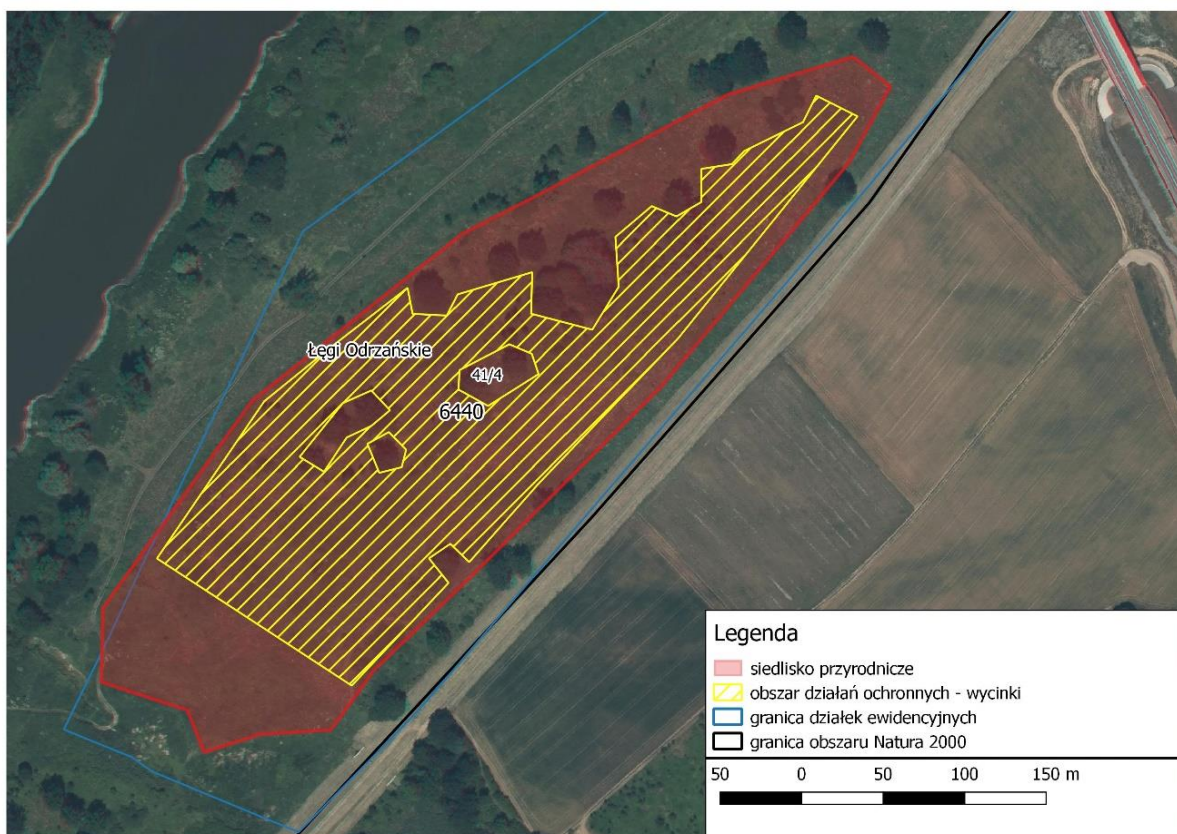 Łęgi Odrzańskie
41/4
6440
Legenda
siedlisko przyrodnicze
obszar działań ochronnych - wycinki
granica działek ewidencyjnych
granica obszaru Natura 2000
50 0 50 100 150 m